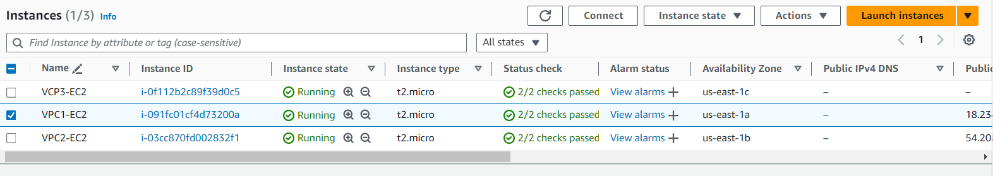 Instances (1/3) Info Connect Instance state Actions Launch instances
Find Instance by attribute or tag (case-sensitive) All states 1
Name Instance ID Instance state Instance type Status check Alarm status Availability Zone Public IPv4 DNS Public
VCP3-EC2 i-0f112b2c89f39d0c5 Running t2.micro 2/2 checks passed View alarms + us-east-1c – –
VPC1-EC2 i-091fc01cf4d73200a Running t2.micro 2/2 checks passed View alarms + us-east-1a – 18.234
VPC2-EC2 i-03cc870fd002832f1 Running t2.micro 2/2 checks passed View alarms + us-east-1b – 54.208